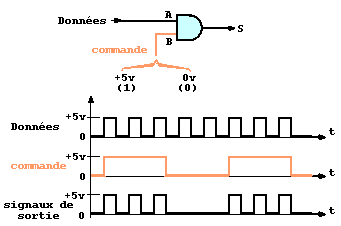 Données
A
B
S
commande
+5v
0v
(1)
(0)
+5v
Données
0
t
+5v
commande
0
t
+5v
signaux de
sortie
0
t